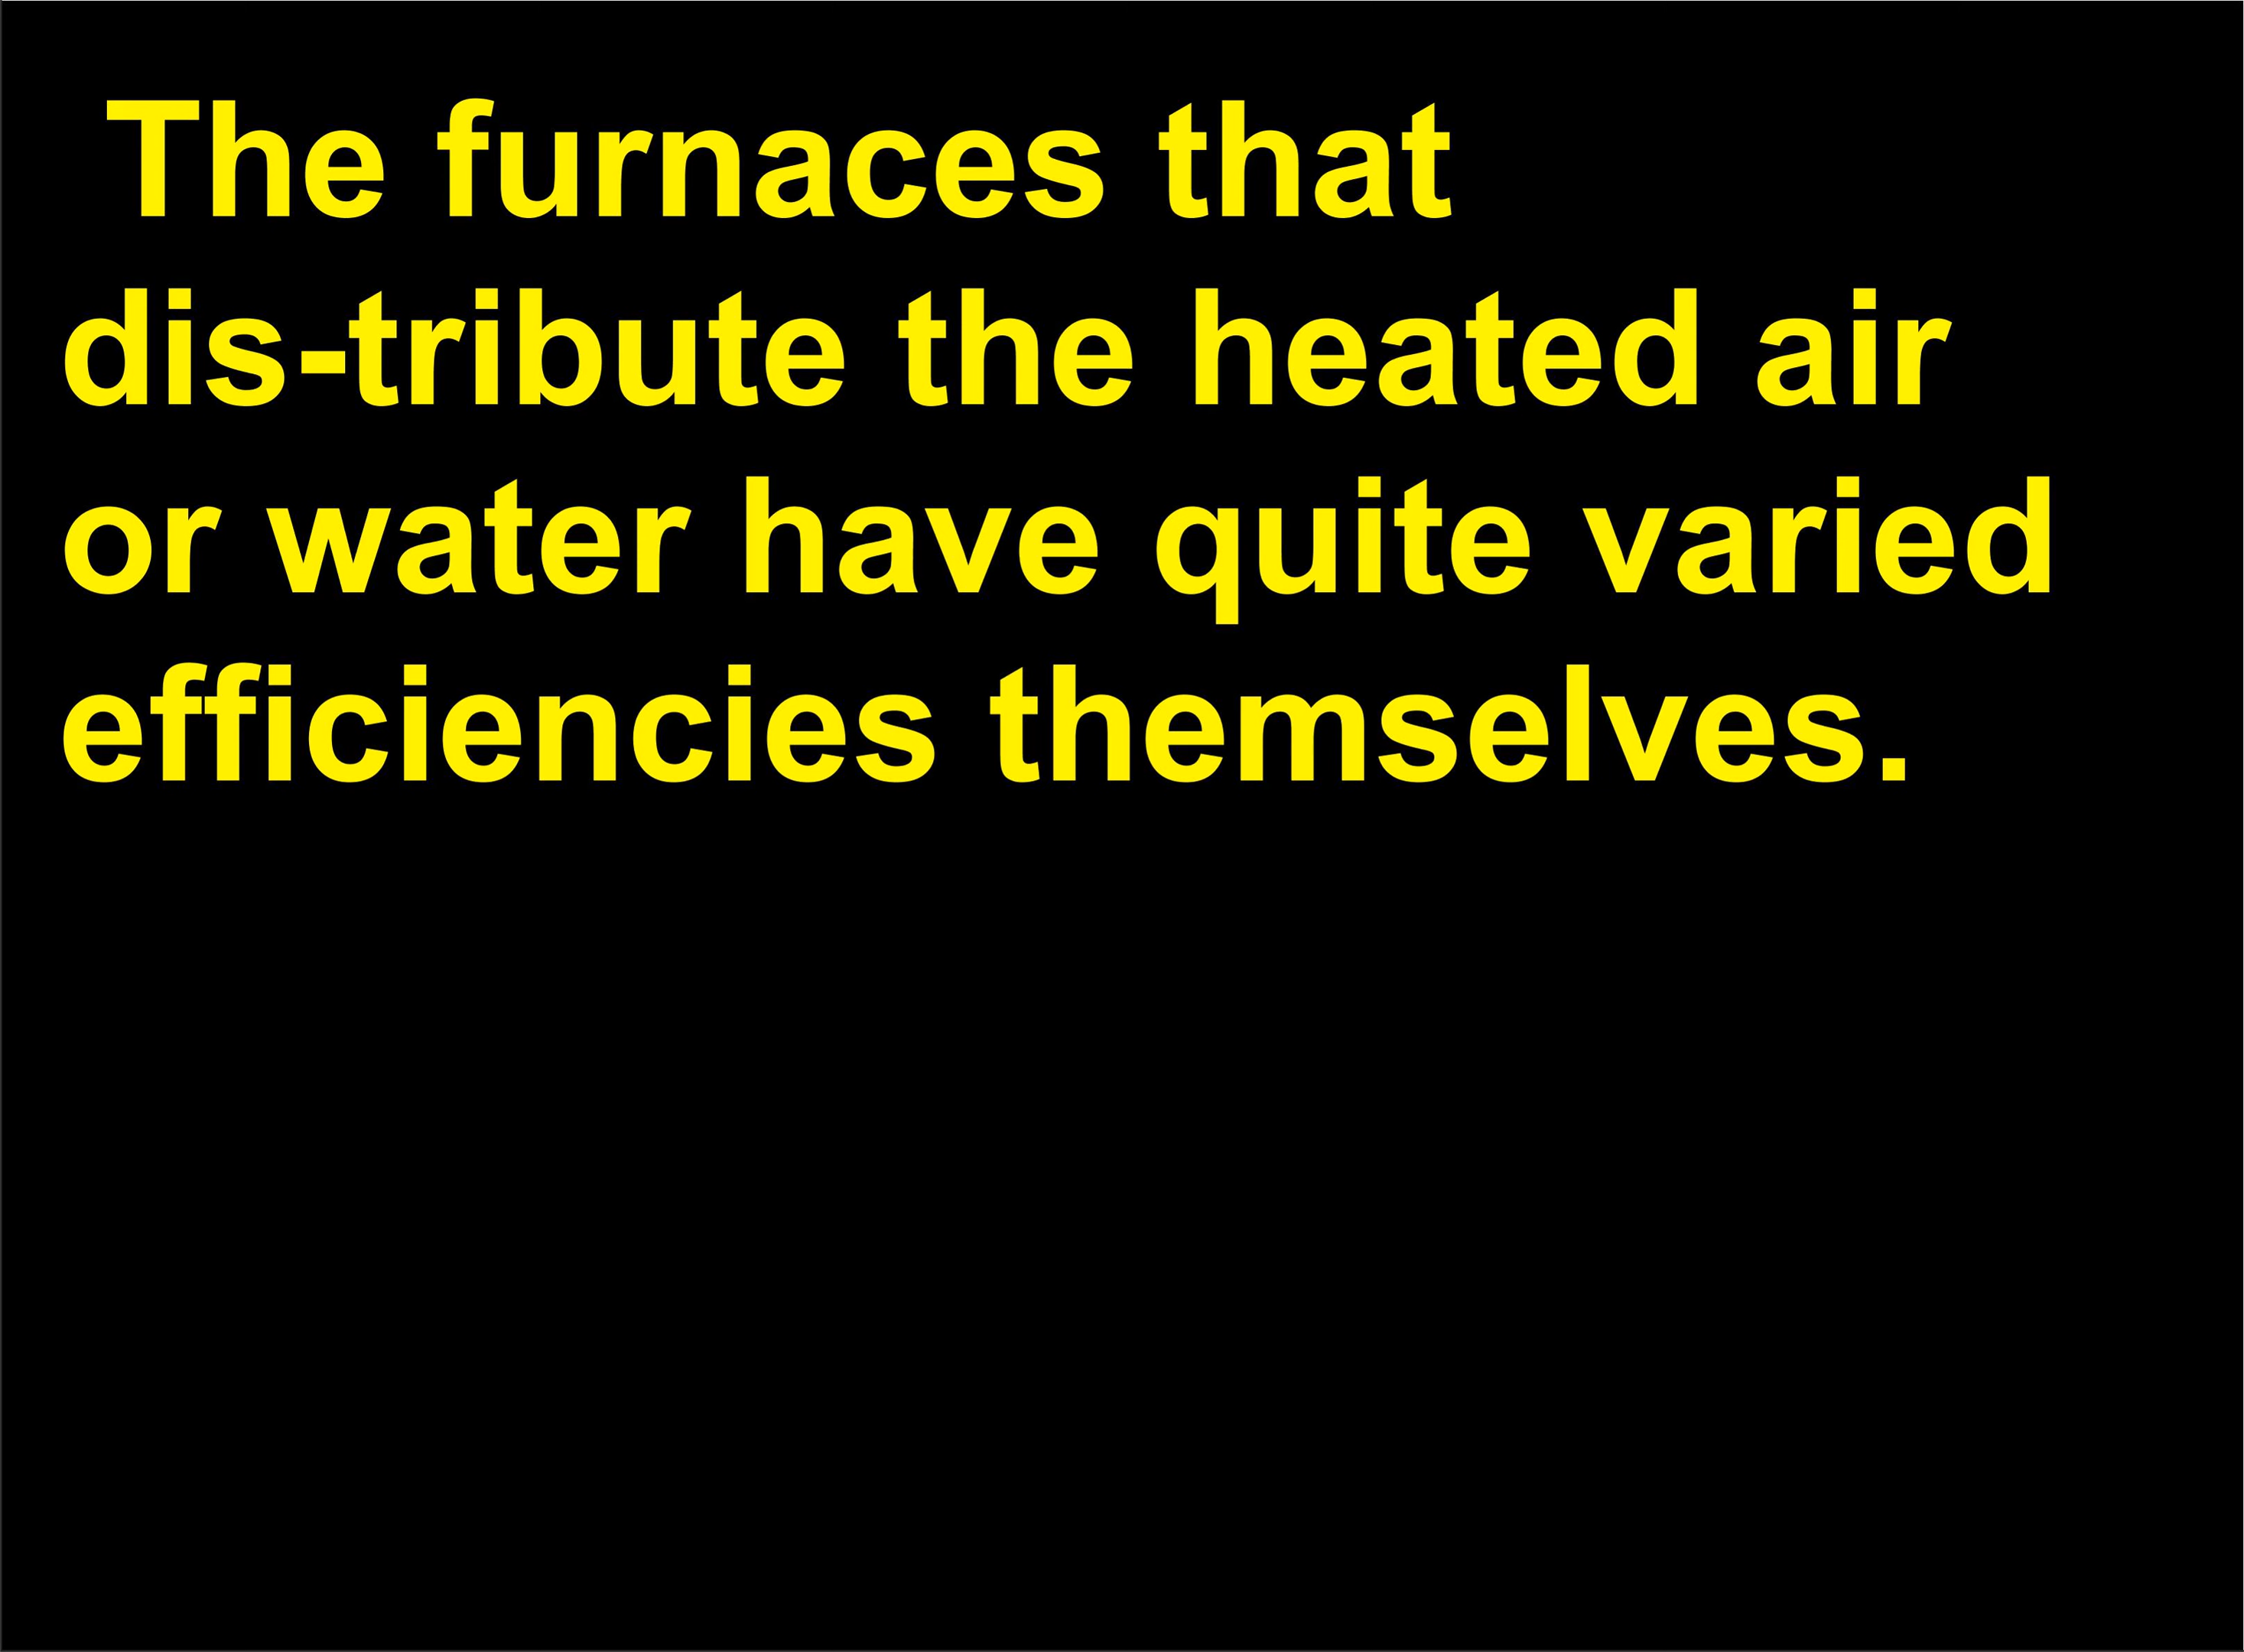 The furnaces that
dis-tribute the heated air
or water have quite varied
efficiencies themselves.